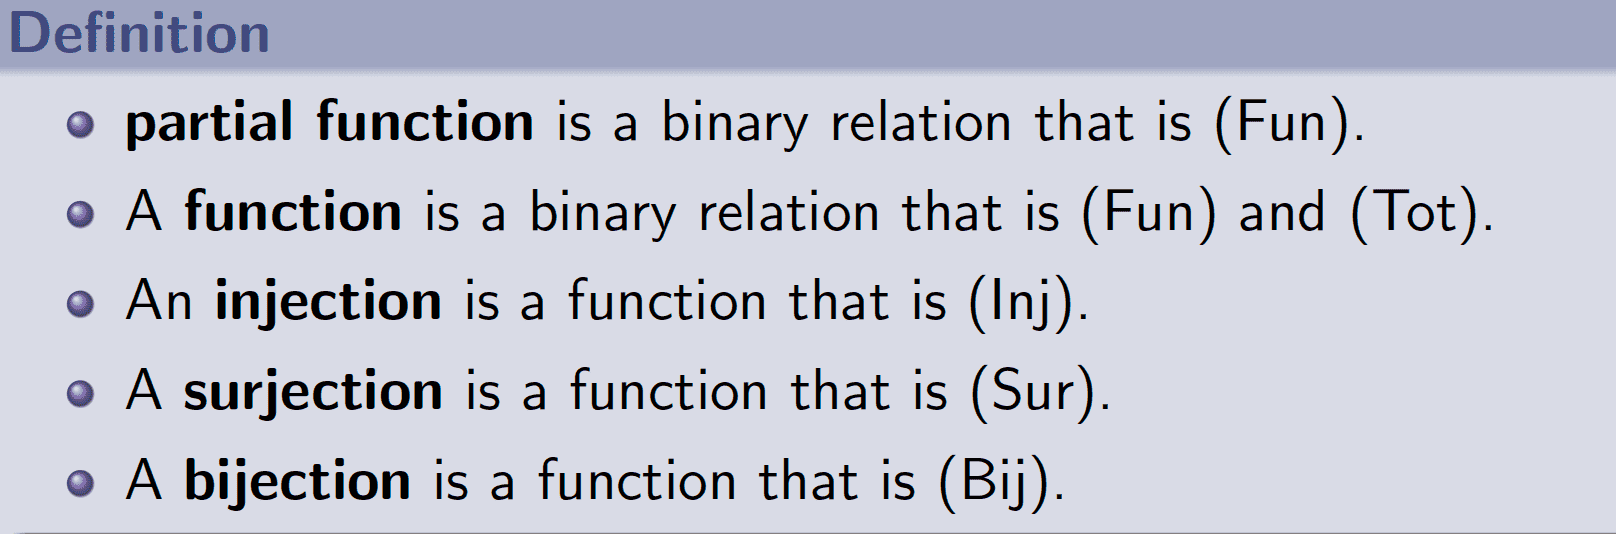 Definition
partial function is a binary relation that is (Fun).
A function is a binary relation that is (Fun) and (Tot).
An injection is a function that is (Inj).
A surjection is a function that is (Sur).
A bijection is a function that is (Bij).